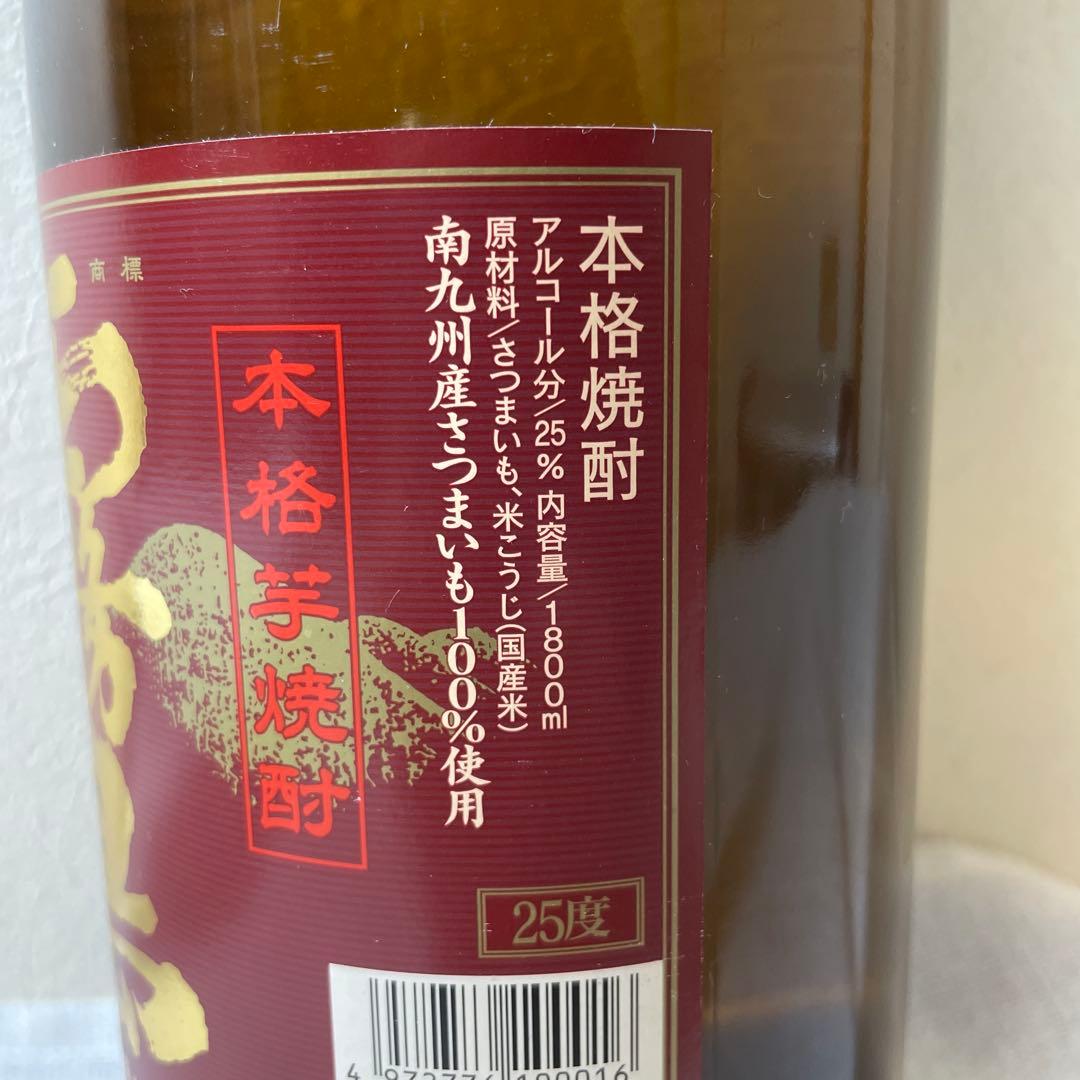 本格焼酎
アルコール分/25% 内容量/1800ml
原材料/さつまいも、米こうじ(国産米)
南九州産さつまいも100%使用
商標
本格芋焼酎
25度